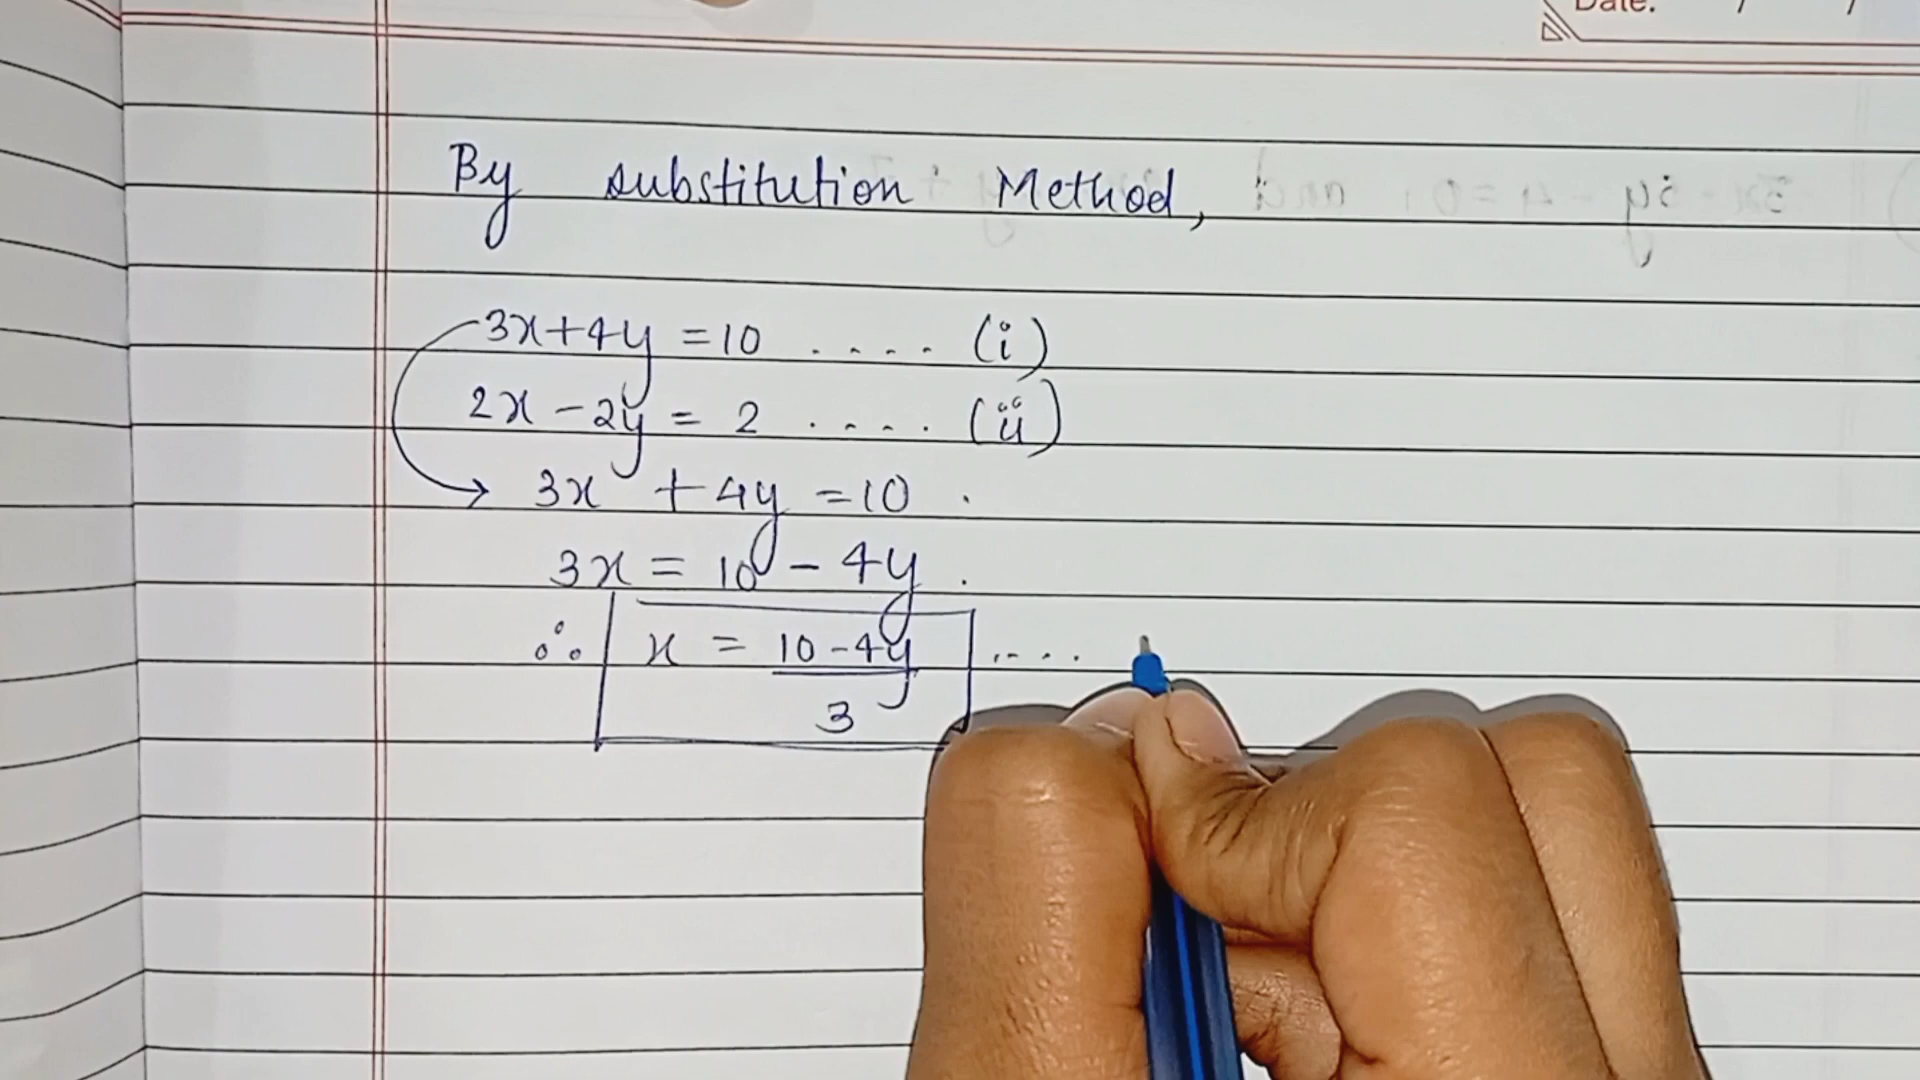 Date: / /
By substitution Method,
3x+4y = 10 .... (i)
2x - 2y = 2 .... (ii)
3x + 4y = 10 .
3x = 10 - 4y .
∴ x = 10 - 4y ....
3